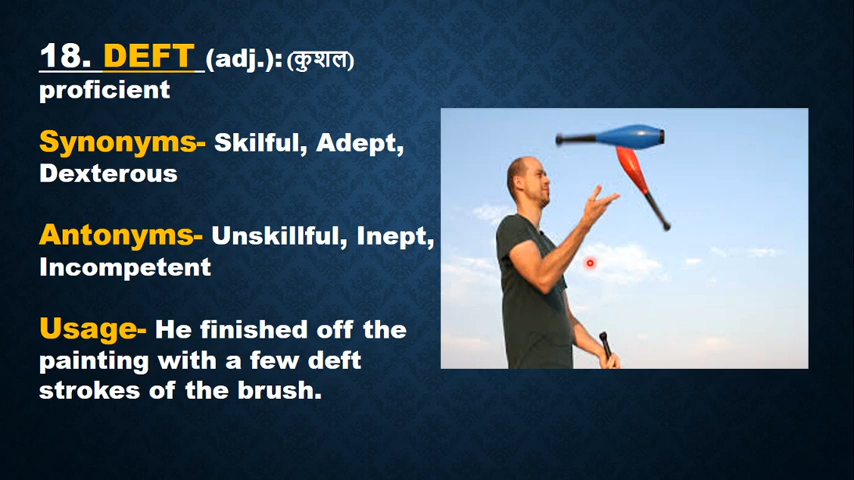 18. DEFT (adj.): (कुशल)
proficient
Synonyms- Skilful, Adept,
Dexterous
Antonyms- Unskillful, Inept,
Incompetent
Usage- He finished off the
painting with a few deft
strokes of the brush.